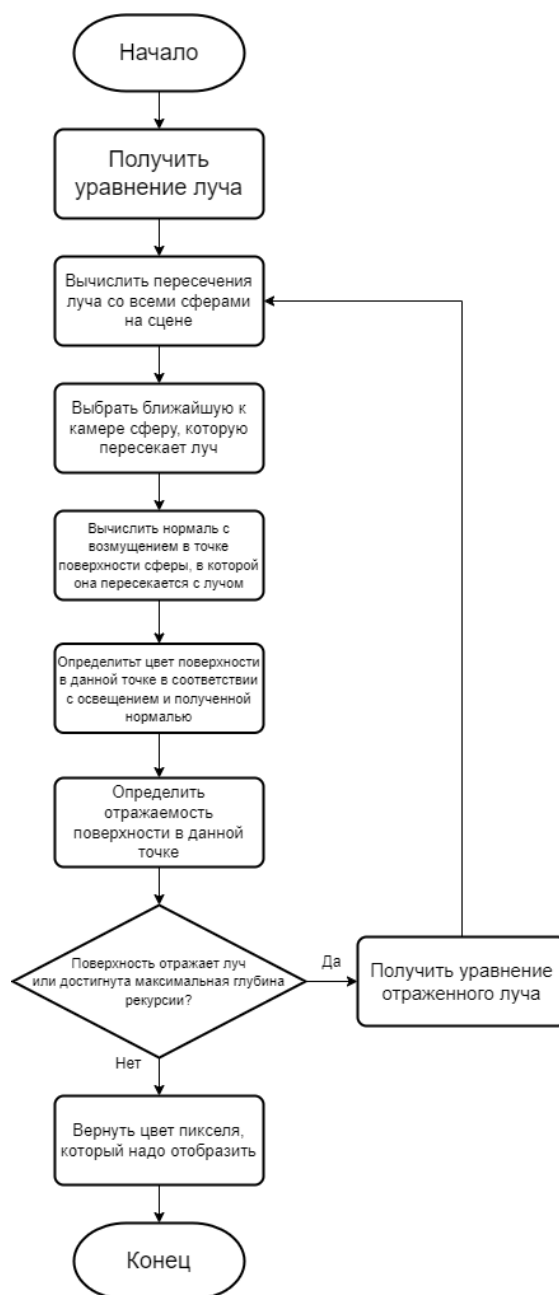 Начало
Получить
уравнение луча
Вычислить пересечения
луча со всеми сферами
на сцене
Выбрать ближайшую к
камере сферу, которую
пересекает луч
Вычислить нормаль с
возмущением в точке
поверхности сферы, в которой
она пересекается с лучом
Определитьт цвет поверхности
в данной точке в соответствии
с освещением и полученной
нормалью
Определить
отражаемость
поверхности в данной
точке
Поверхность отражает луч
или достигнута максимальная глубина
рекурсии?
Да
Получить уравнение
отраженного луча
Нет
Вернуть цвет пикселя,
который надо отобразить
Конец